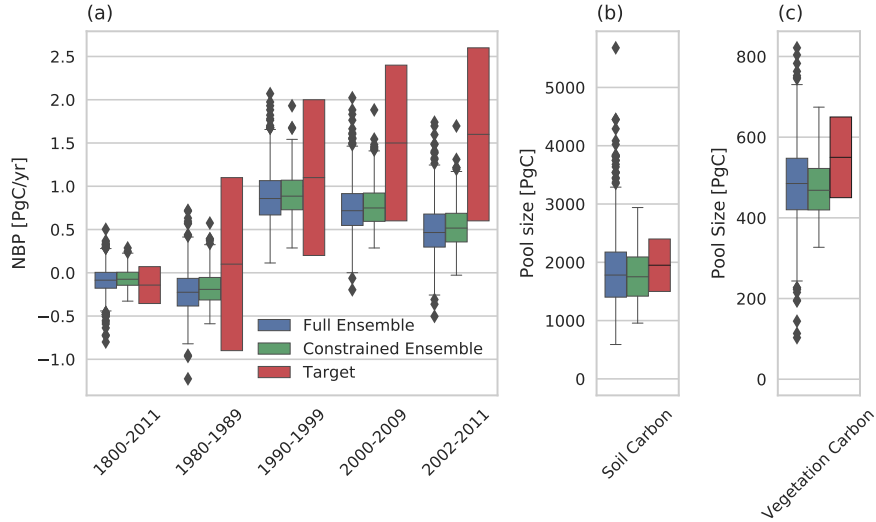 (a)
NBP [PgC/yr]
2.5
2.0
1.5
1.0
0.5
0.0
−0.5
−1.0
Full Ensemble
Constrained Ensemble
Target
1800-2011
1980-1989
1990-1999
2000-2009
2002-2011
(b)
Pool size [PgC]
5000
4000
3000
2000
1000
0
Soil Carbon
(c)
Pool Size [PgC]
800
600
400
200
0
Vegetation Carbon